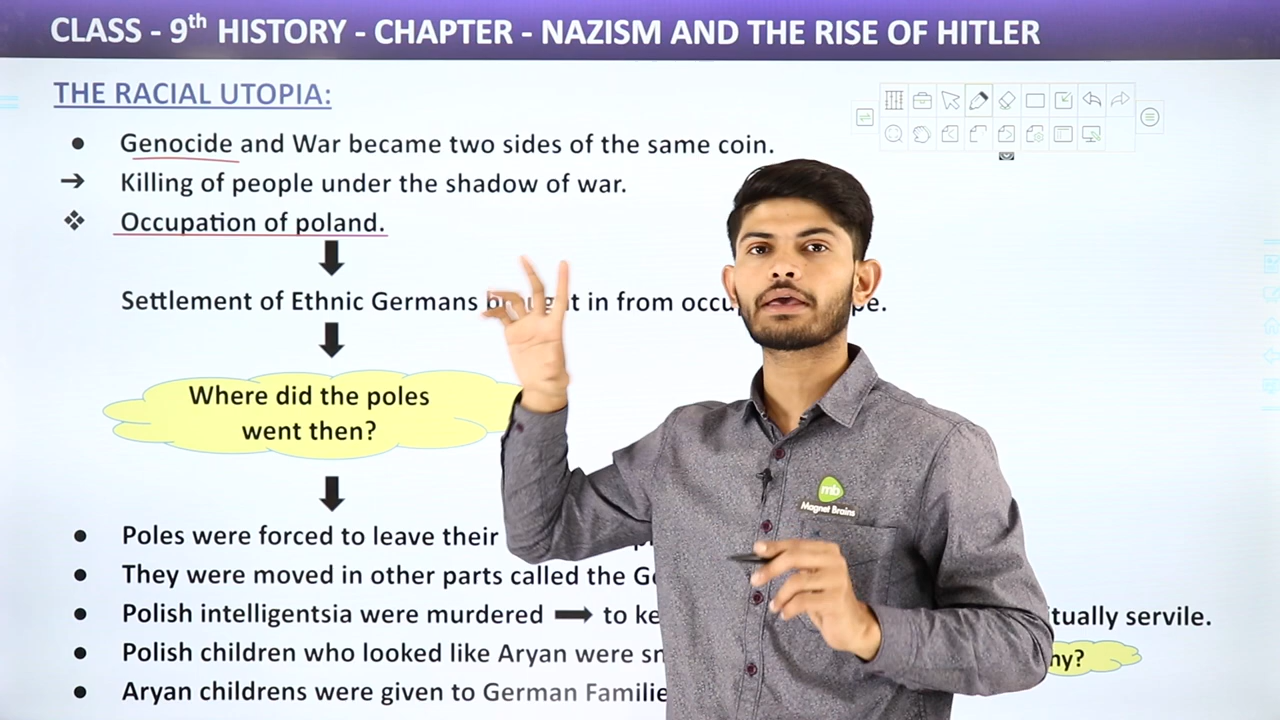 CLASS - 9th HISTORY - CHAPTER - NAZISM AND THE RISE OF HITLER
THE RACIAL UTOPIA:
Genocide and War became two sides of the same coin.
Killing of people under the shadow of war.
Occupation of poland.
Settlement of Ethnic Germans in from
Where did the poles
went then?
Poles were forced to leave their
They were moved in other parts called the
Polish intelligentsia were murdered to servile.
Polish children who looked like Aryan were
Aryan childrens were given to German
mb
Magnet Brains